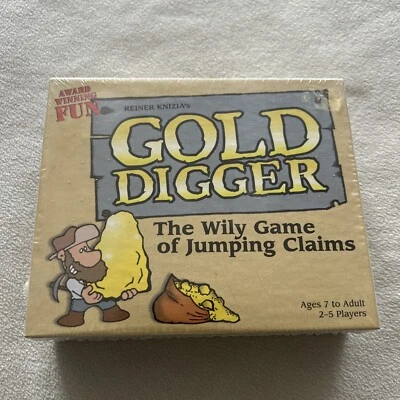 AWARD
WINNING
FUN
REINER KNIZIA's
GOLD
DIGGER
The Wily Game
of Jumping Claims
Ages 7 to Adult
2-5 Players